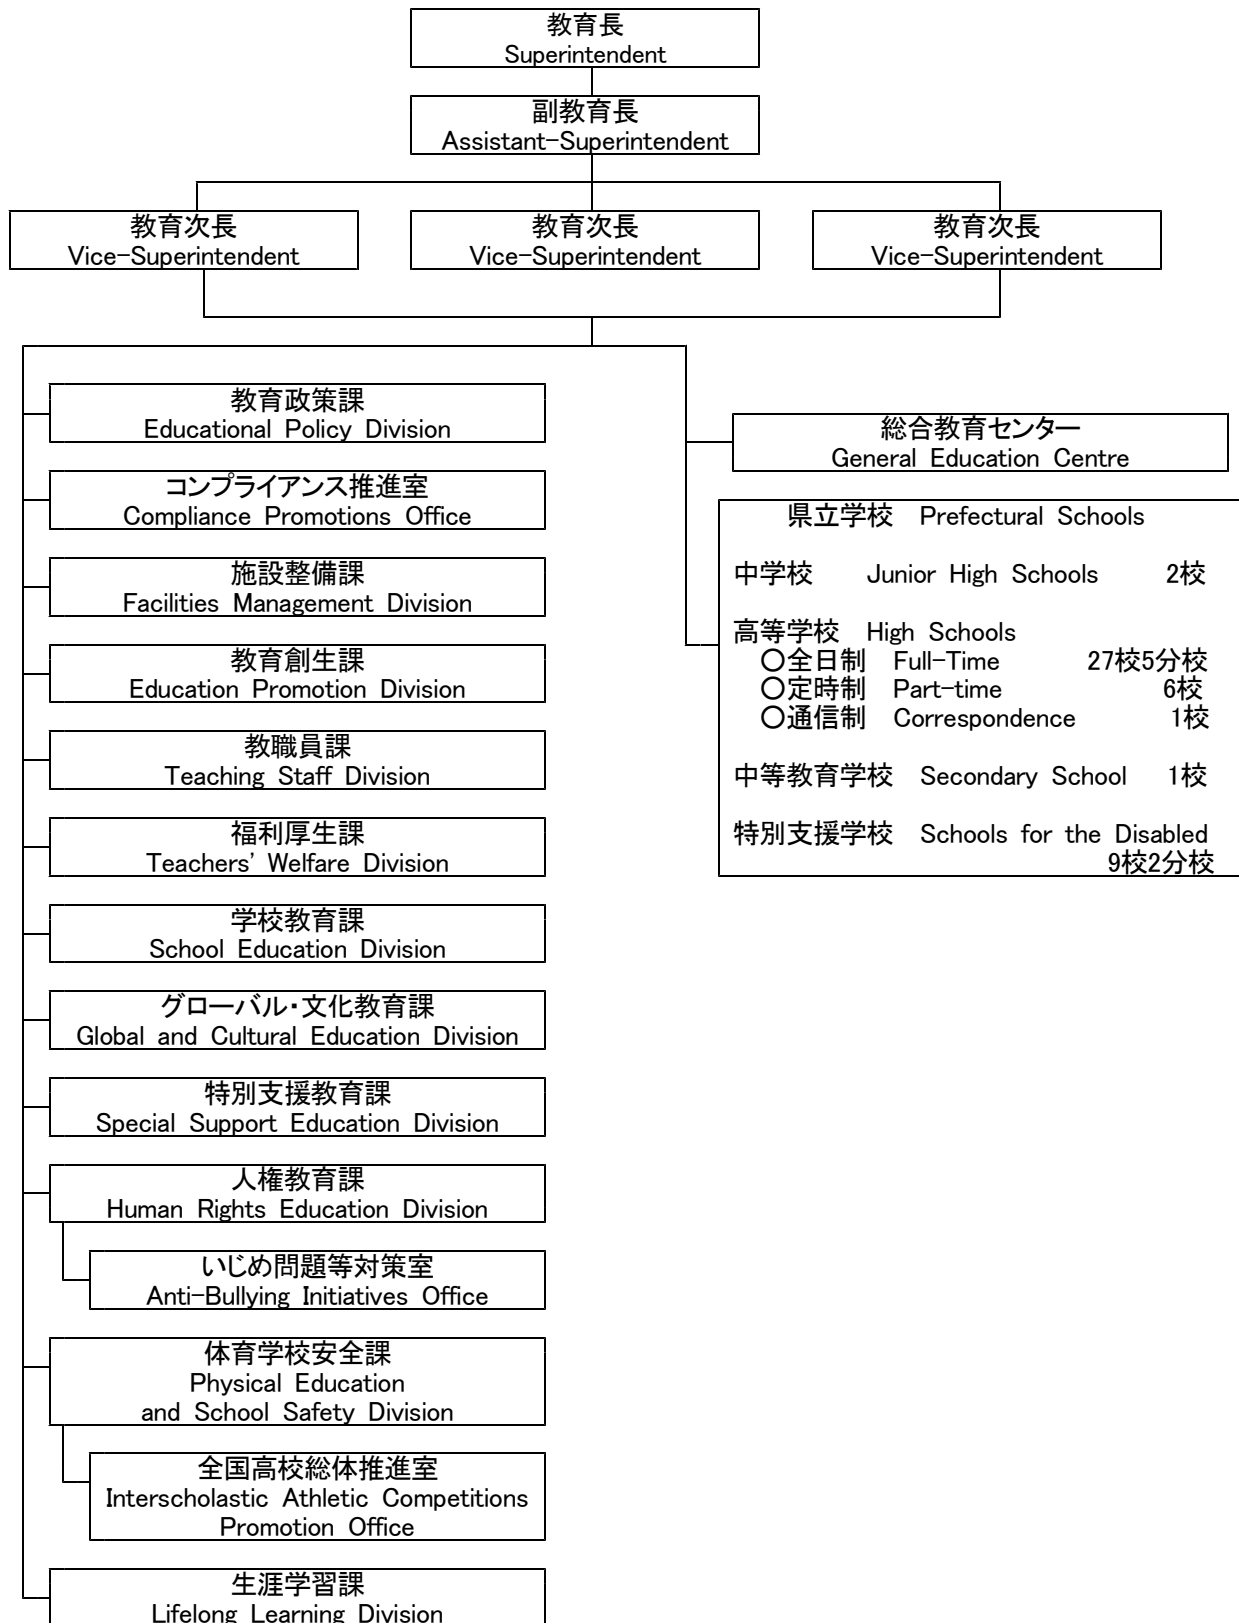 教育長
Superintendent
副教育長
Assistant-Superintendent
教育次長
Vice-Superintendent
教育次長
Vice-Superintendent
教育次長
Vice-Superintendent
教育政策課
Educational Policy Division
コンプライアンス推進室
Compliance Promotions Office
施設整備課
Facilities Management Division
教育創生課
Education Promotion Division
教職員課
Teaching Staff Division
福利厚生課
Teachers' Welfare Division
学校教育課
School Education Division
グローバル・文化教育課
Global and Cultural Education Division
特別支援教育課
Special Support Education Division
人権教育課
Human Rights Education Division
いじめ問題等対策室
Anti-Bullying Initiatives Office
体育学校安全課
Physical Education
and School Safety Division
全国高校総体推進室
Interscholastic Athletic Competitions
Promotion Office
生涯学習課
Lifelong Learning Division
総合教育センター
General Education Centre
県立学校 Prefectural Schools
中学校 Junior High Schools 2校
高等学校 High Schools
○全日制 Full-Time 27校5分校
○定時制 Part-time 6校
○通信制 Correspondence 1校
中等教育学校 Secondary School 1校
特別支援学校 Schools for the Disabled
9校2分校